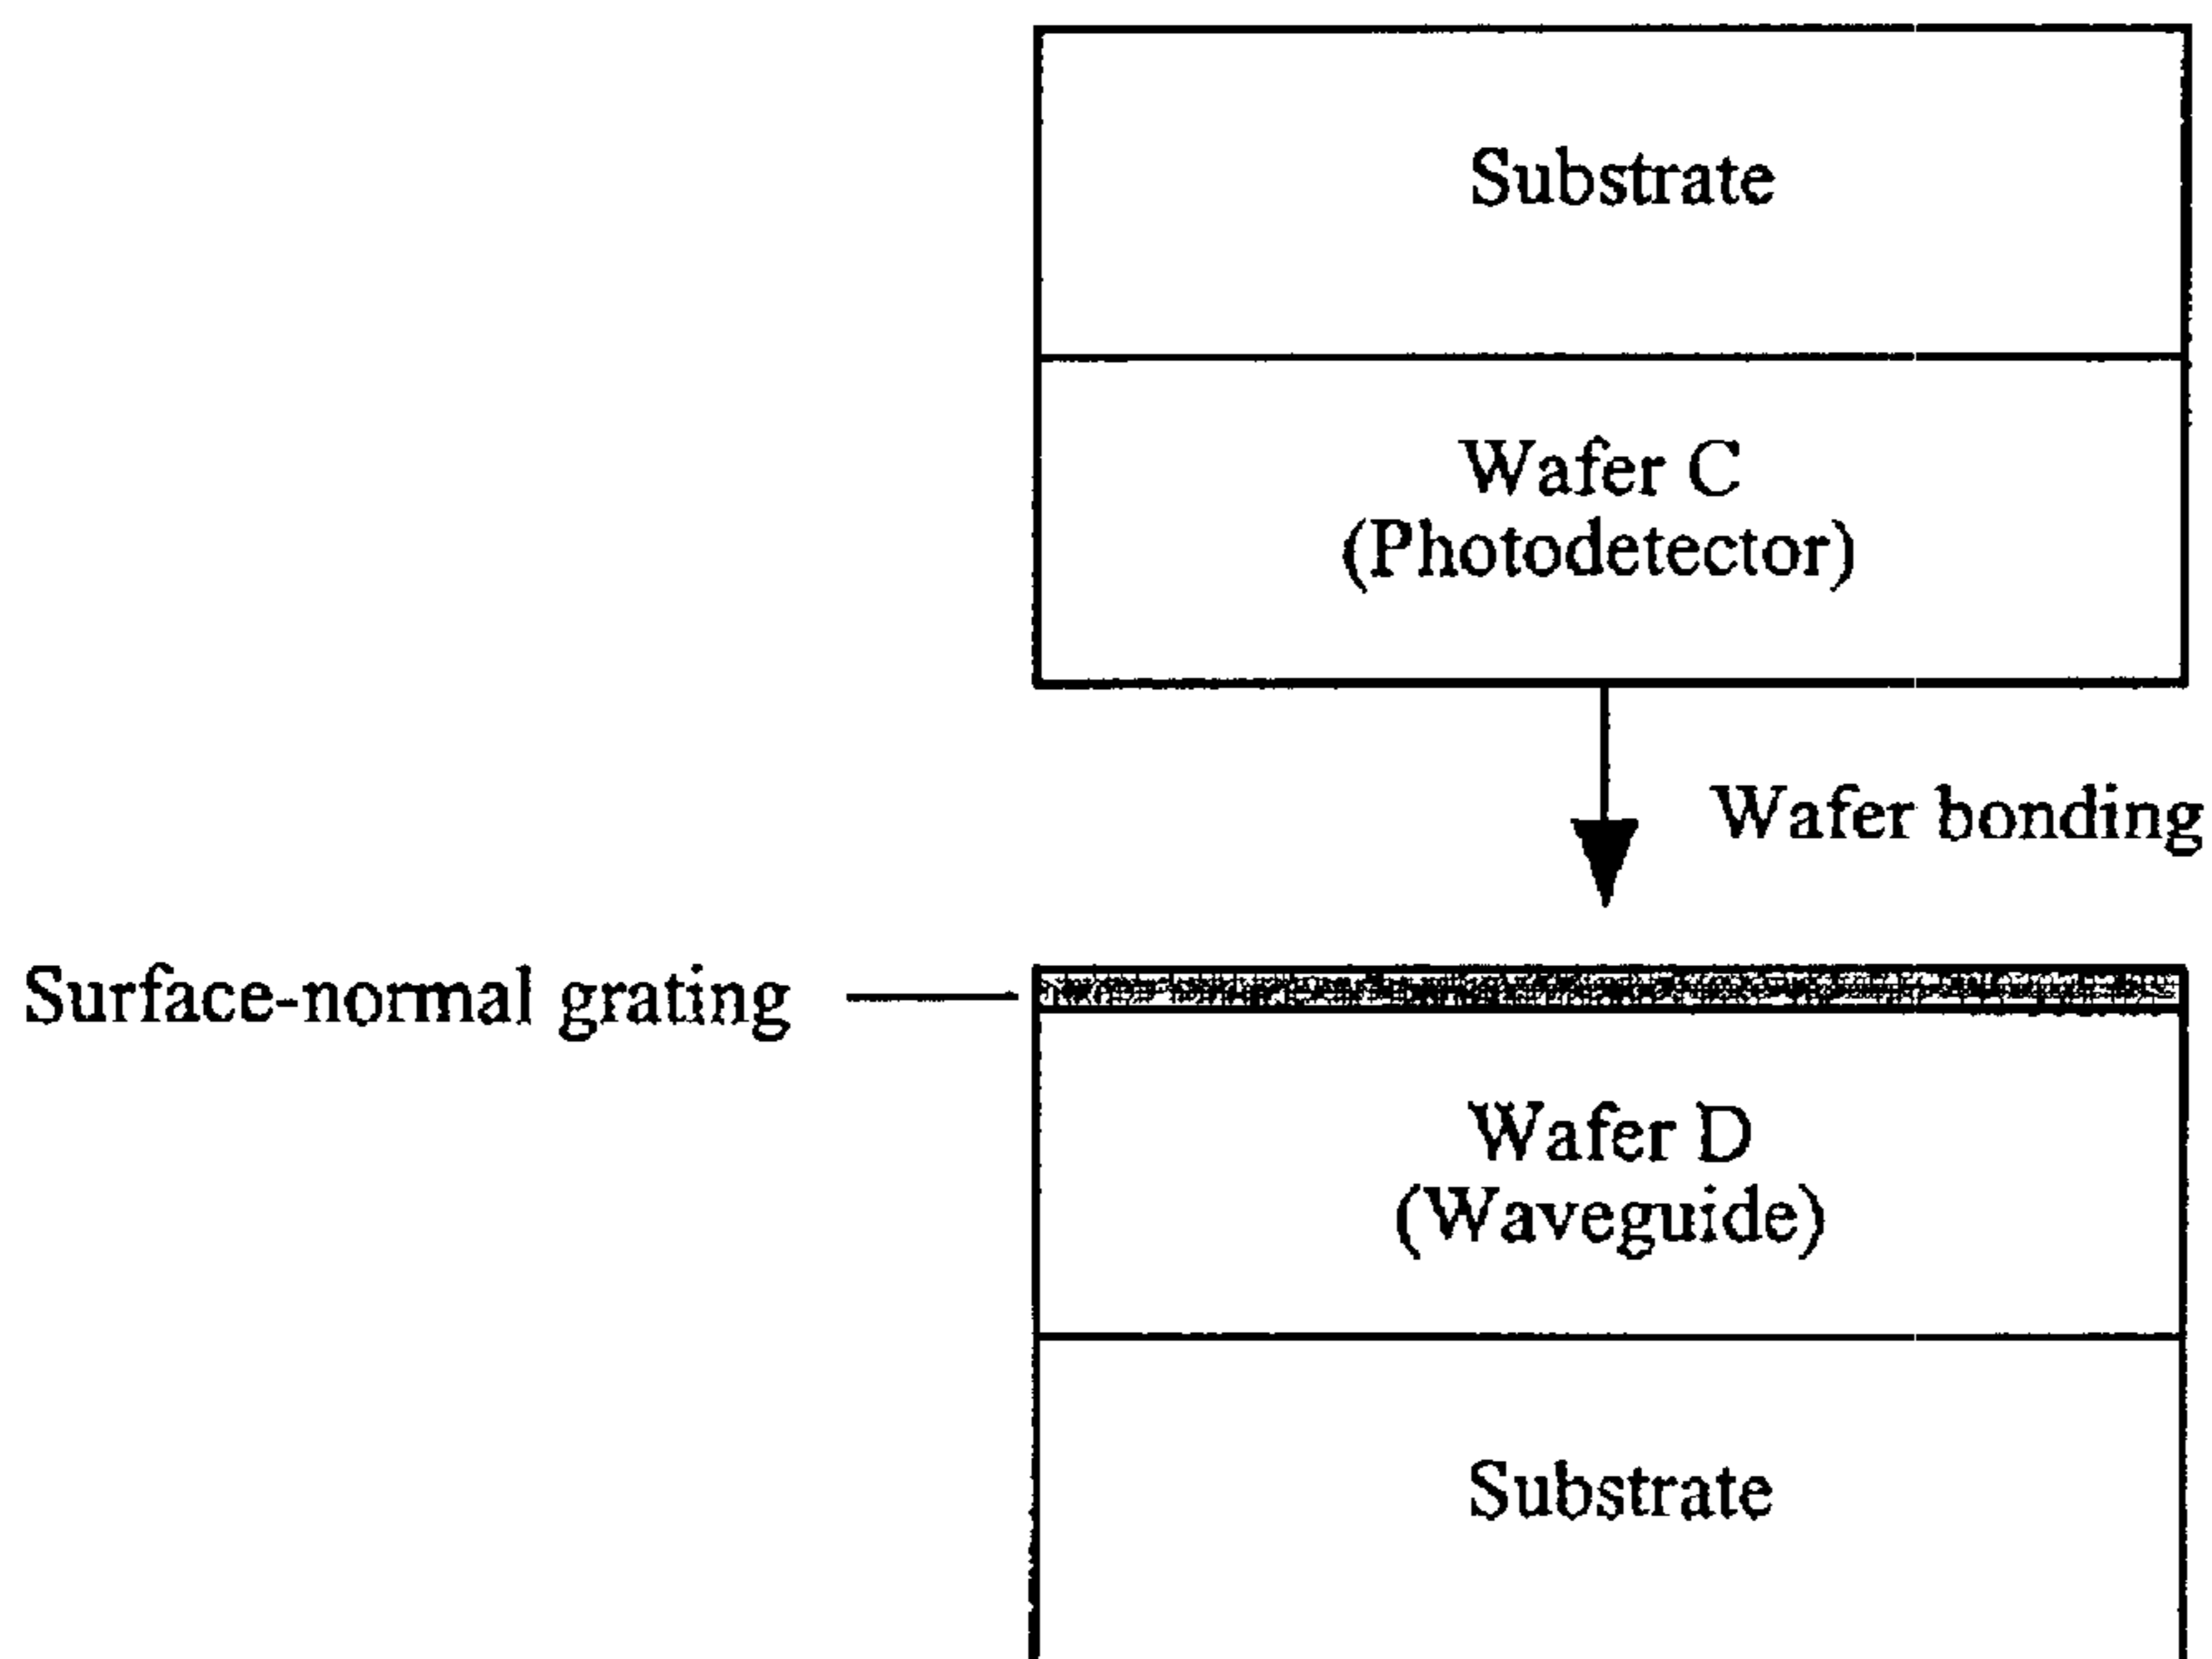 Substrate
Wafer C
(Photodetector)
Wafer bonding
Surface-normal grating
Wafer D
(Waveguide)
Substrate